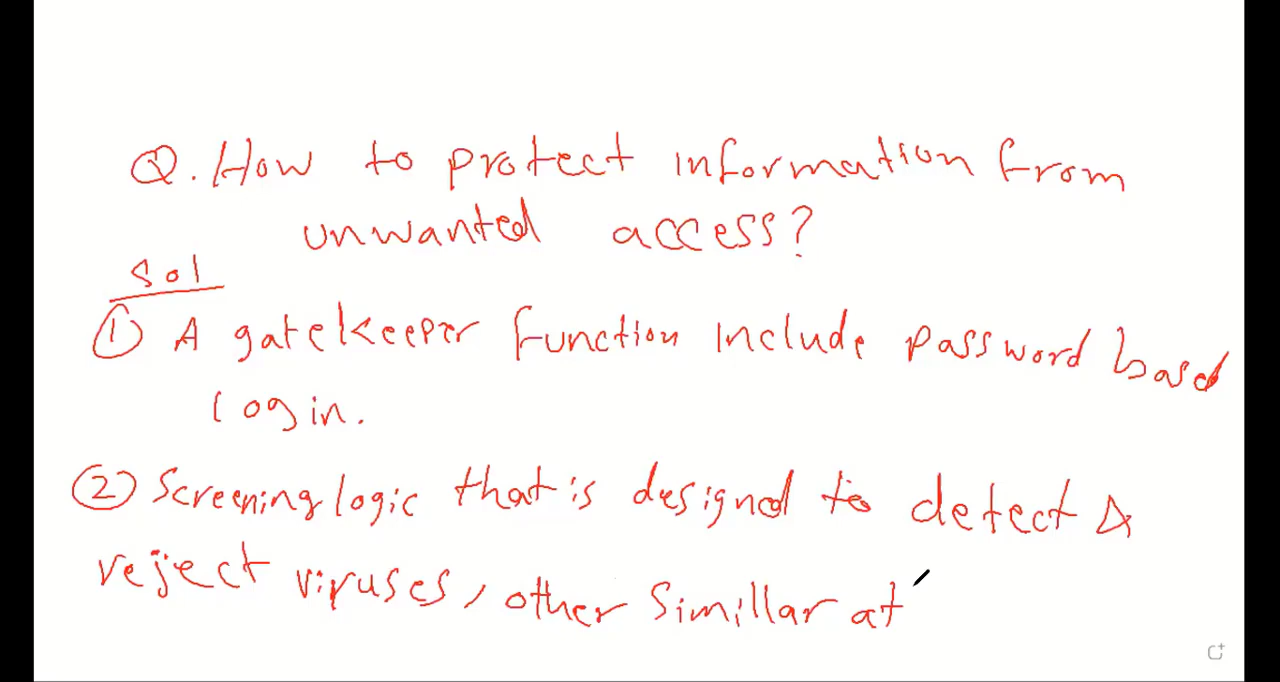 Q. How to protect information from
unwanted access?
Sol
① A gatekeeper function include password based
login.
② Screening logic that is designed to detect &
reject viruses, other simillar at